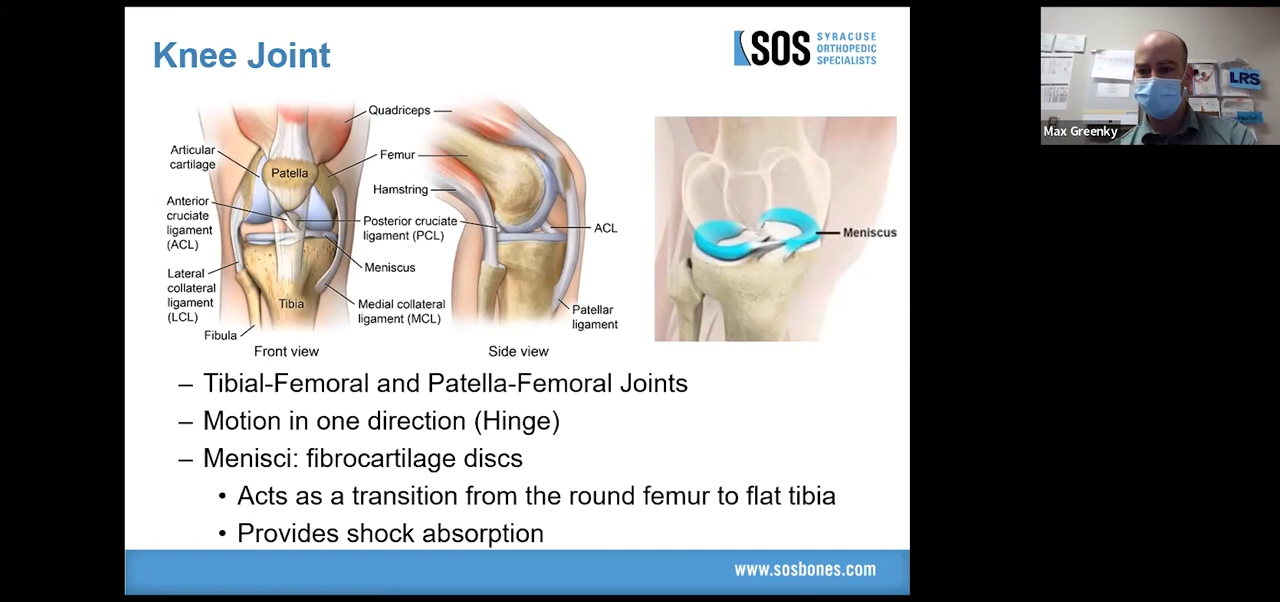 Knee Joint
SOS
SYRACUSE
ORTHOPEDIC
SPECIALISTS
Quadriceps
Articular
cartilage
Patella
Femur
Hamstring
Anterior
cruciate
ligament
(ACL)
Posterior cruciate
ligament (PCL)
ACL
Meniscus
Lateral
collateral
ligament
(LCL)
Tibia
Medial collateral
ligament (MCL)
Patellar
ligament
Fibula
Front view
Side view
Meniscus
– Tibial-Femoral and Patella-Femoral Joints
– Motion in one direction (Hinge)
– Menisci: fibrocartilage discs
• Acts as a transition from the round femur to flat tibia
• Provides shock absorption
www.sosbones.com
LRS
Max Greenky